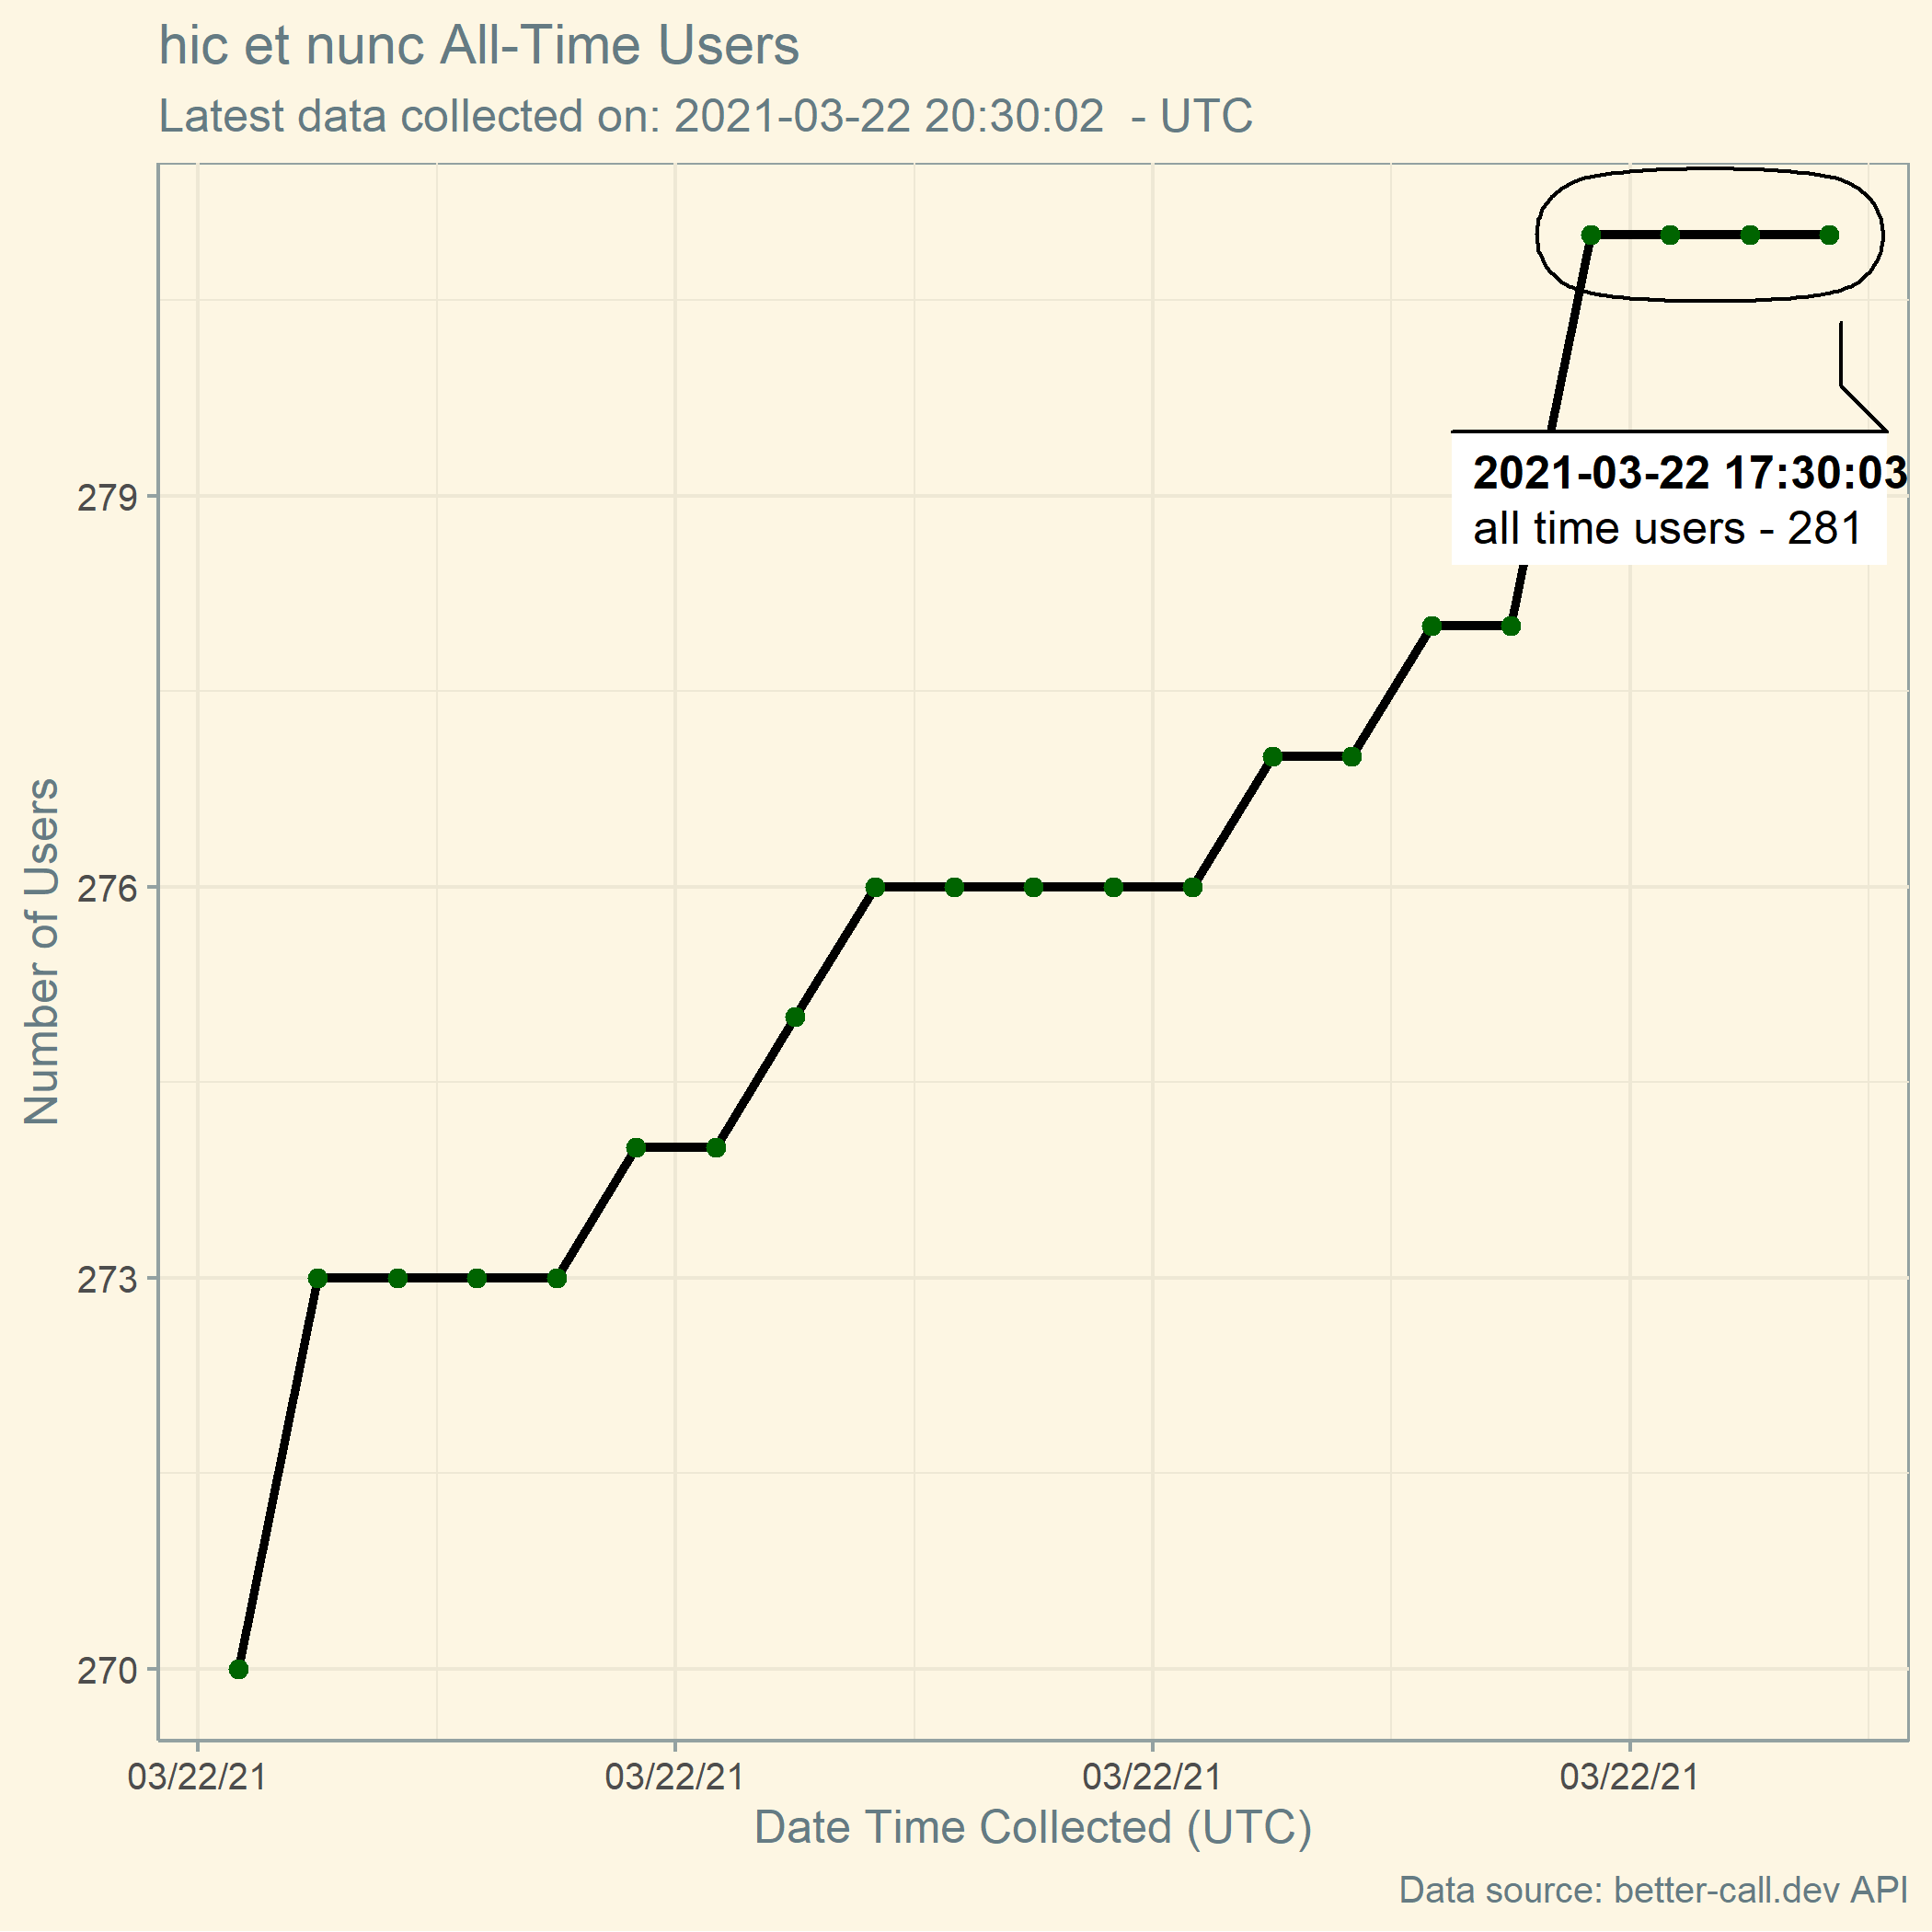 hic et nunc All-Time Users
Latest data collected on: 2021-03-22 20:30:02  - UTC
2021-03-22 17:30:03
all time users - 281
279
276
273
270
Number of Users
03/22/21 03/22/21 03/22/21 03/22/21
Date Time Collected (UTC)
Data source: better-call.dev API